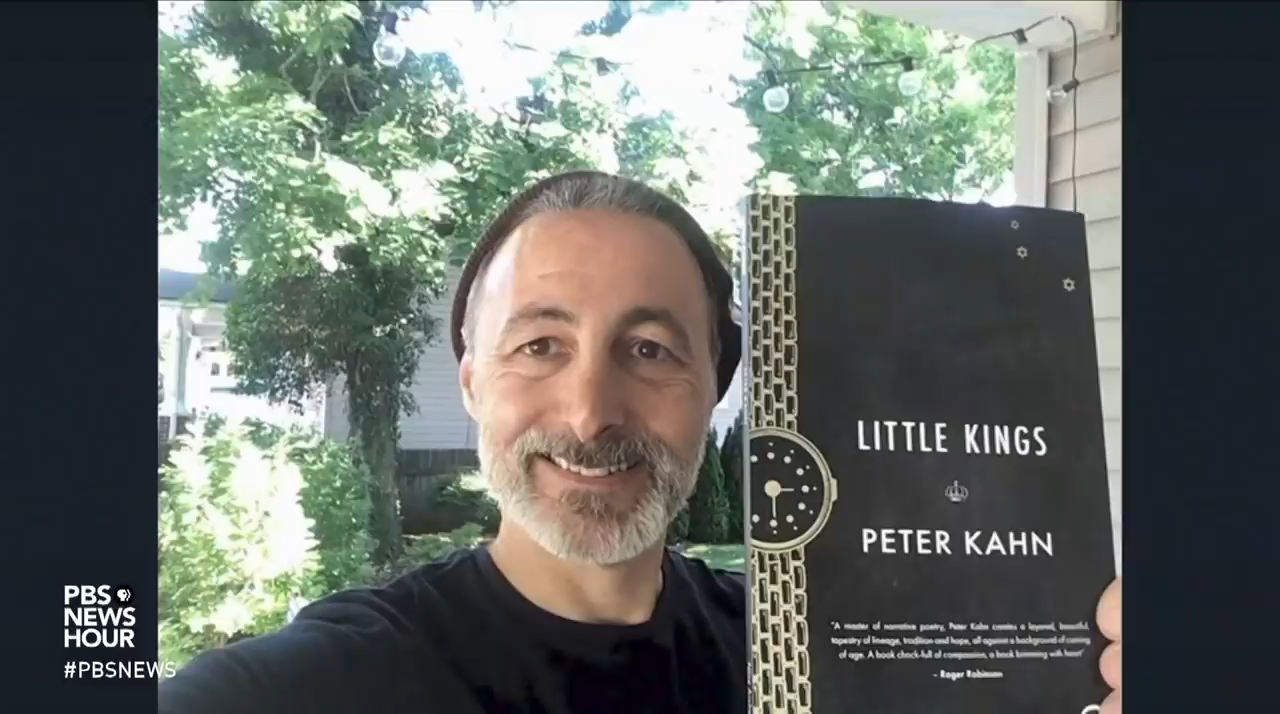 LITTLE KINGS
PETER KAHN
"A master of narrative poetry, Peter Kahn creates a layered, beautiful,
tapestry of lineage, tradition and hope, all against a background of coming
of age. A book chock-full of compassion, a book brimming with heart"
– Roger Robinson
PBS
NEWS
HOUR
#PBSNEWS